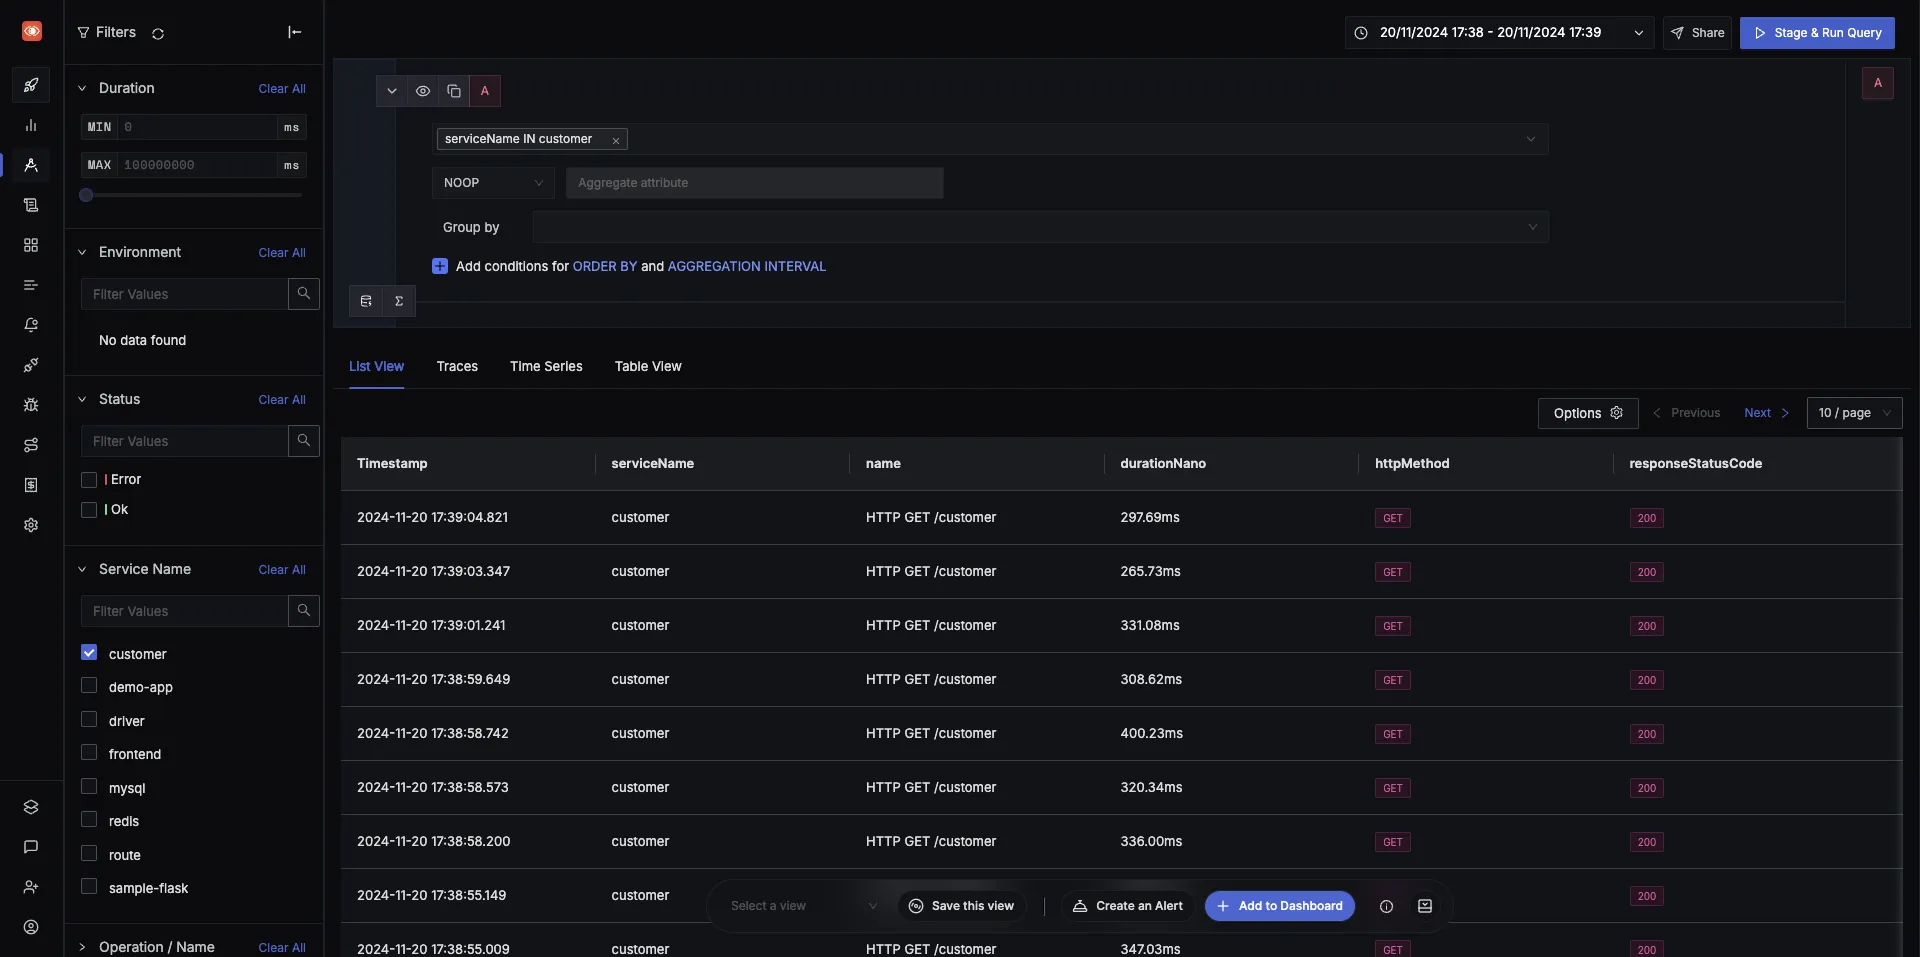 Filters
20/11/2024 17:38 - 20/11/2024 17:39
Share
Stage & Run Query
Duration
Clear All
MIN 0 ms
MAX 100000000 ms
Environment
Clear All
Filter Values
No data found
Status
Clear All
Filter Values
Error
Ok
Service Name
Clear All
Filter Values
customer
demo-app
driver
frontend
mysql
redis
route
sample-flask
Operation / Name
Clear All
A
A
serviceName IN customer
NOOP
Aggregate attribute
Group by
Add conditions for ORDER BY and AGGREGATION INTERVAL
Σ
List View Traces Time Series Table View
Options
Previous
Next
10 / page
Timestamp serviceName name durationNano httpMethod responseStatusCode
2024-11-20 17:39:04.821 customer HTTP GET /customer 297.69ms GET 200
2024-11-20 17:39:03.347 customer HTTP GET /customer 265.73ms GET 200
2024-11-20 17:39:01.241 customer HTTP GET /customer 331.08ms GET 200
2024-11-20 17:38:59.649 customer HTTP GET /customer 308.62ms GET 200
2024-11-20 17:38:58.742 customer HTTP GET /customer 400.23ms GET 200
2024-11-20 17:38:58.573 customer HTTP GET /customer 320.34ms GET 200
2024-11-20 17:38:58.200 customer HTTP GET /customer 336.00ms GET 200
2024-11-20 17:38:55.149 customer 200
Select a view
Save this view
Create an Alert
Add to Dashboard
2024-11-20 17:38:55.009 customer HTTP GET /customer 347.03ms GET 200